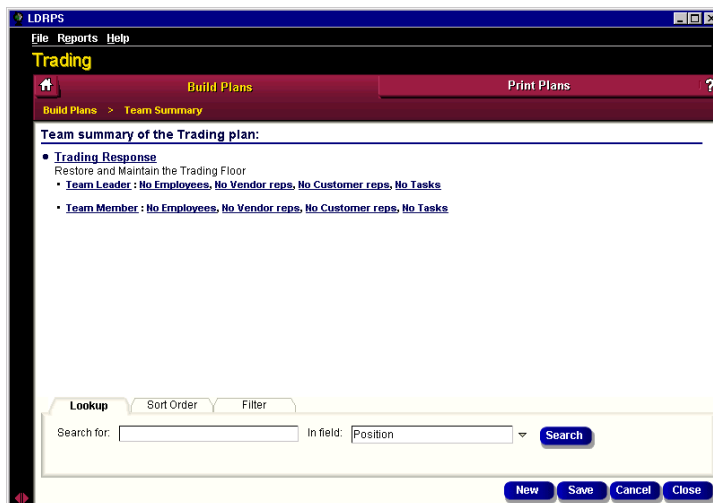 LDRPS
File Reports Help
Trading
Build Plans Print Plans ?
Build Plans > Team Summary
Team summary of the Trading plan:
• Trading Response
Restore and Maintain the Trading Floor
• Team Leader : No Employees, No Vendor reps, No Customer reps, No Tasks
• Team Member : No Employees, No Vendor reps, No Customer reps, No Tasks
Lookup Sort Order Filter
Search for: In field: Position Search
New Save Cancel Close